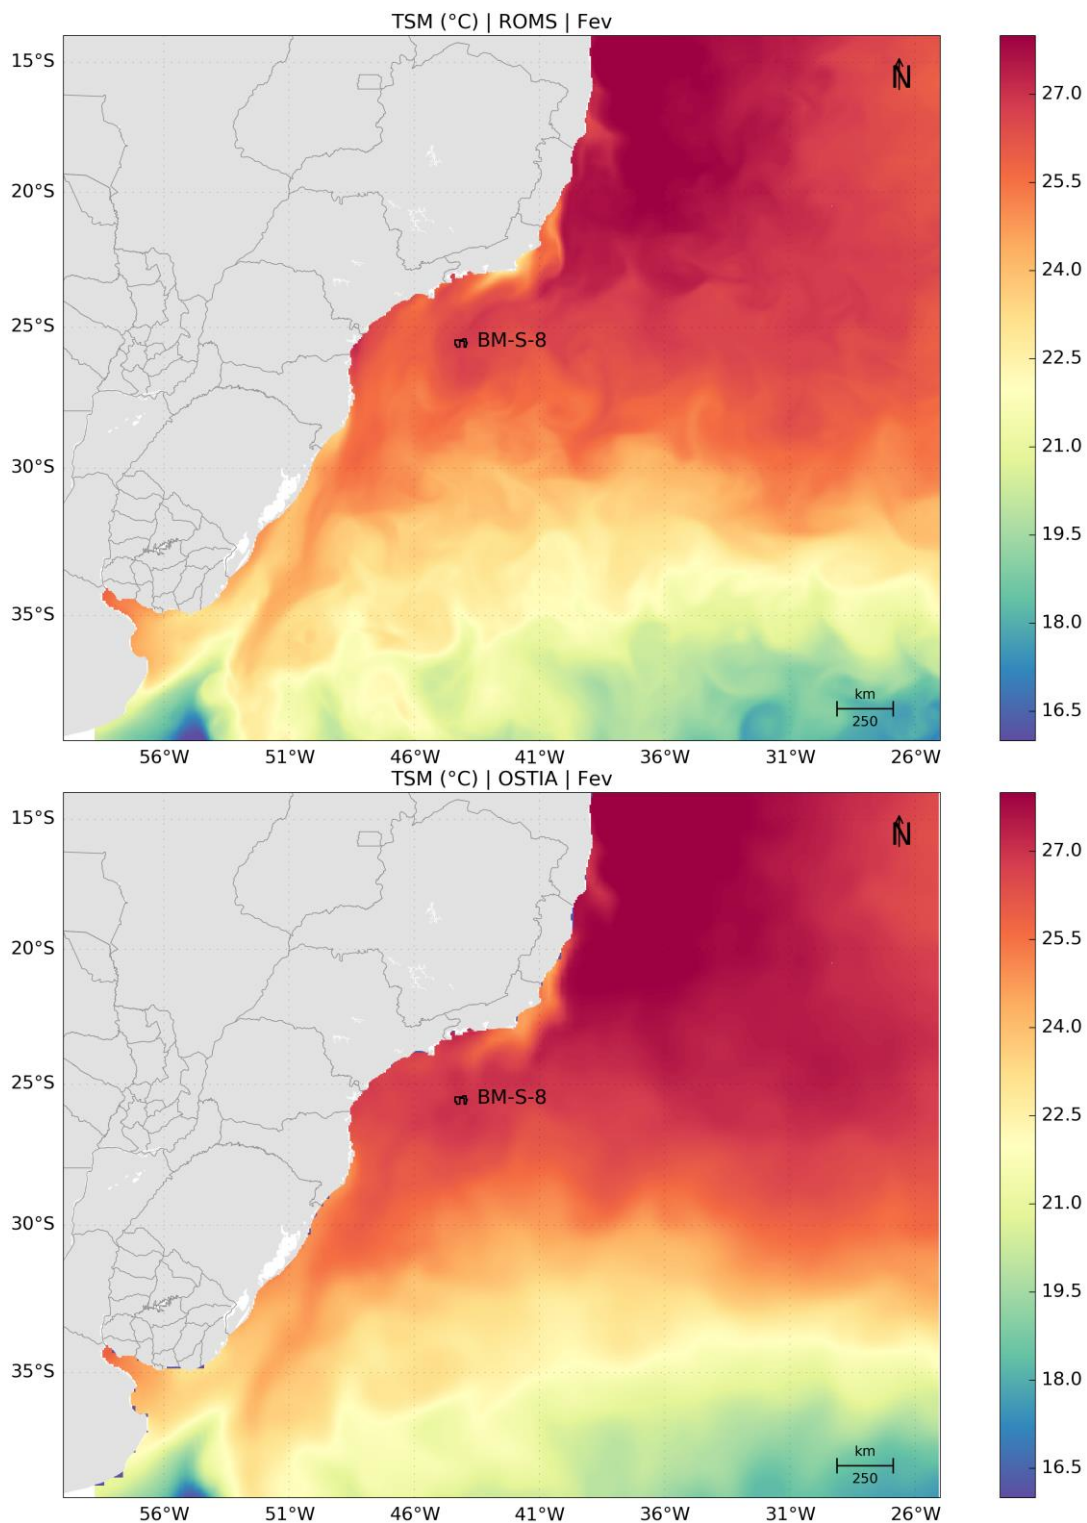 TSM (°C) | ROMS | Fev
15°S
20°S
25°S
30°S
35°S
N
BM-S-8
km
250
56°W 51°W 46°W 41°W 36°W 31°W 26°W
27.0
25.5
24.0
22.5
21.0
19.5
18.0
16.5
TSM (°C) | OSTIA | Fev
15°S
20°S
25°S
30°S
35°S
N
BM-S-8
km
250
56°W 51°W 46°W 41°W 36°W 31°W 26°W
27.0
25.5
24.0
22.5
21.0
19.5
18.0
16.5